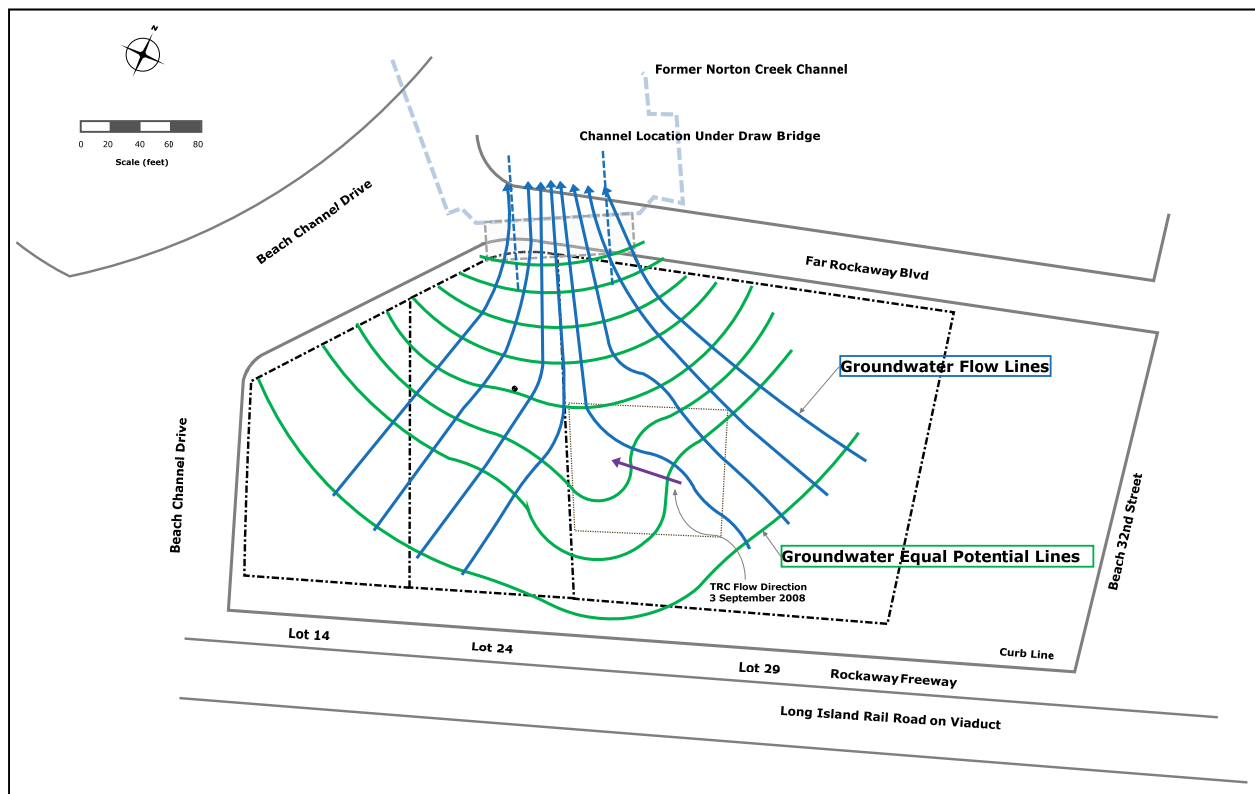 N
Former Norton Creek Channel
Channel Location Under Draw Bridge
0 20 40 60 80
Scale (feet)
Beach Channel Drive
Far Rockaway Blvd
Groundwater Flow Lines
Beach Channel Drive
Beach 32nd Street
Groundwater Equal Potential Lines
TRC Flow Direction
3 September 2008
Lot 14
Lot 24
Lot 29
Curb Line
Rockaway Freeway
Long Island Rail Road on Viaduct